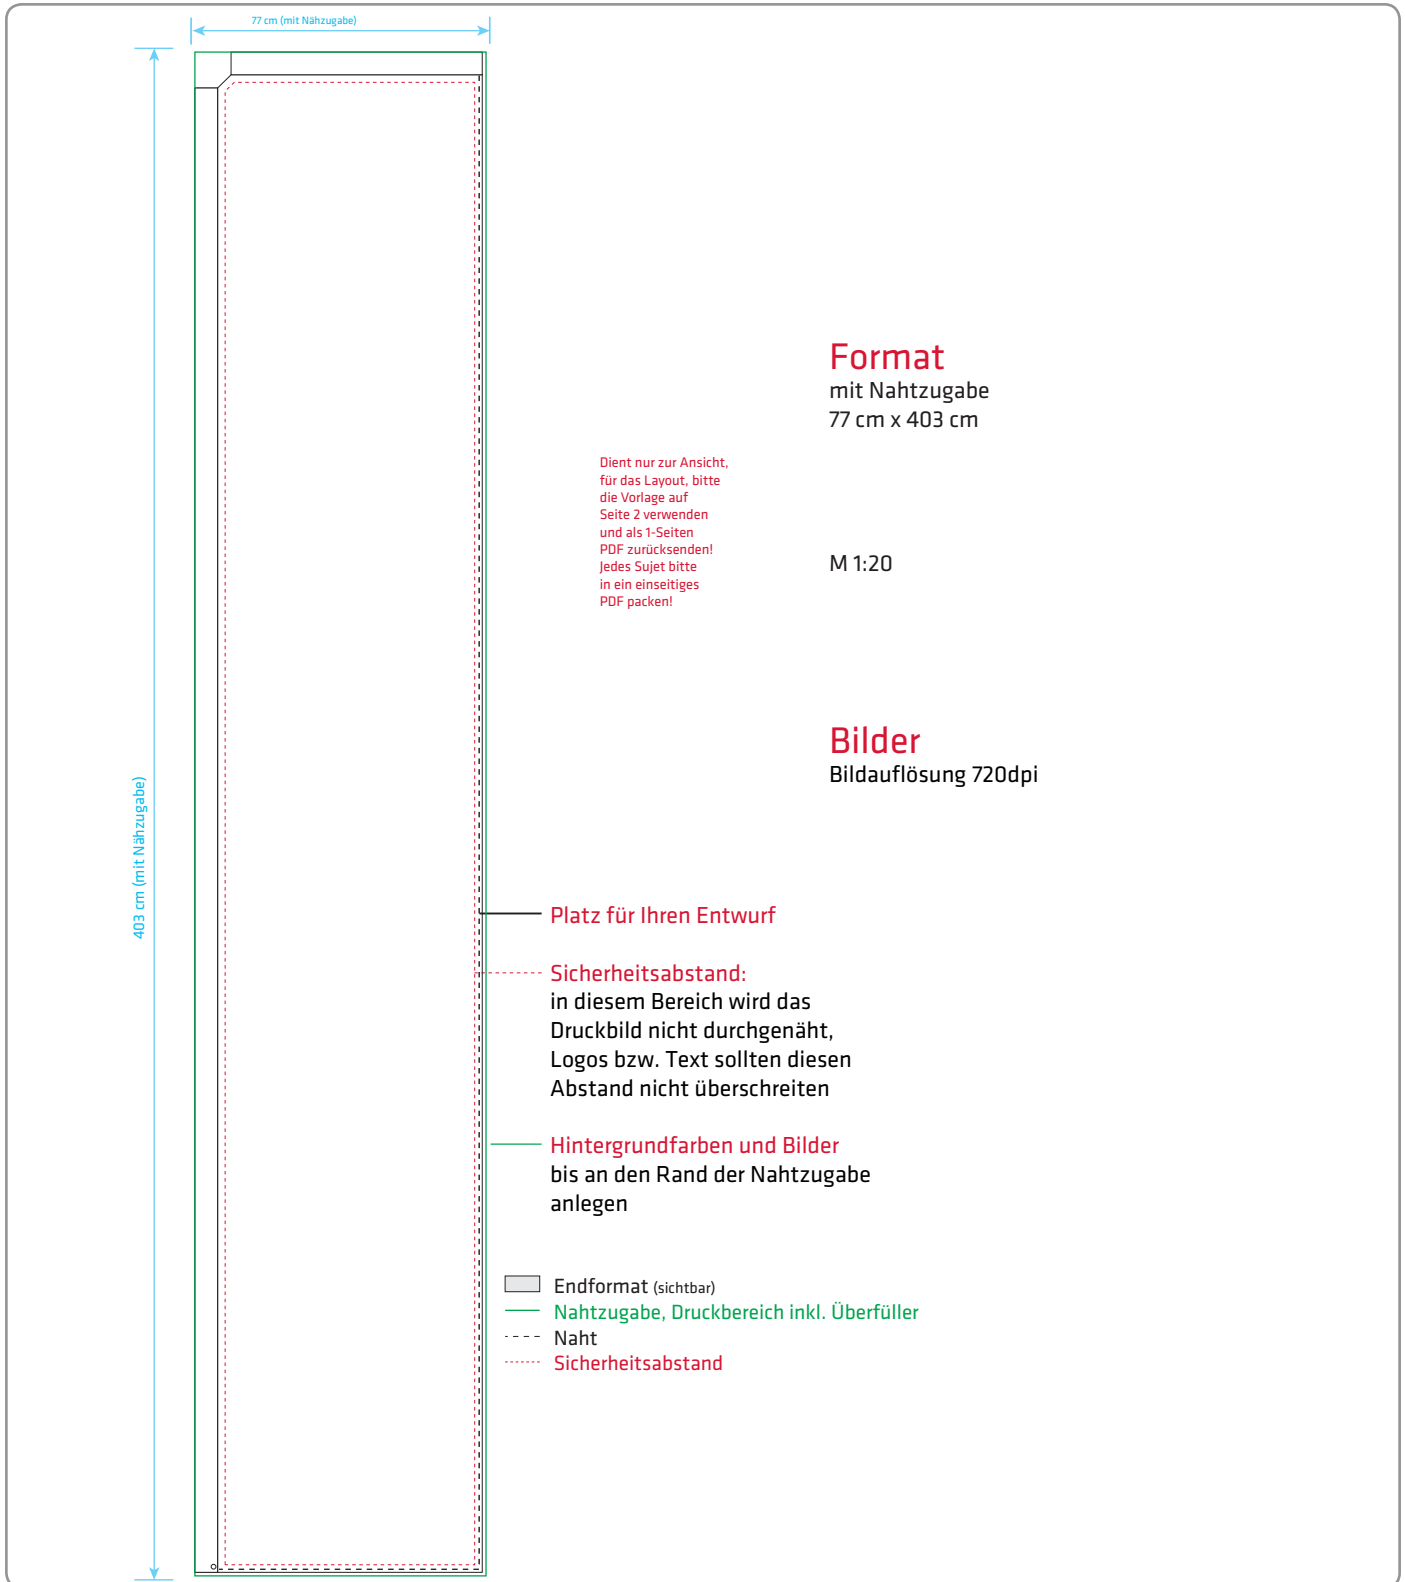 77 cm (mit Nähzugabe)
403 cm (mit Nähzugabe)
Format
mit Nahtzugabe
77 cm x 403 cm
Dient nur zur Ansicht,
für das Layout, bitte
die Vorlage auf
Seite 2 verwenden
und als 1-Seiten
PDF zurücksenden!
Jedes Sujet bitte
in ein einseitiges
PDF packen!
M 1:20
Bilder
Bildauflösung 720dpi
Platz für Ihren Entwurf
Sicherheitsabstand:
in diesem Bereich wird das
Druckbild nicht durchgenäht,
Logos bzw. Text sollten diesen
Abstand nicht überschreiten
Hintergrundfarben und Bilder
bis an den Rand der Nahtzugabe
anlegen
Endformat (sichtbar)
Nahtzugabe, Druckbereich inkl. Überfüller
Naht
Sicherheitsabstand